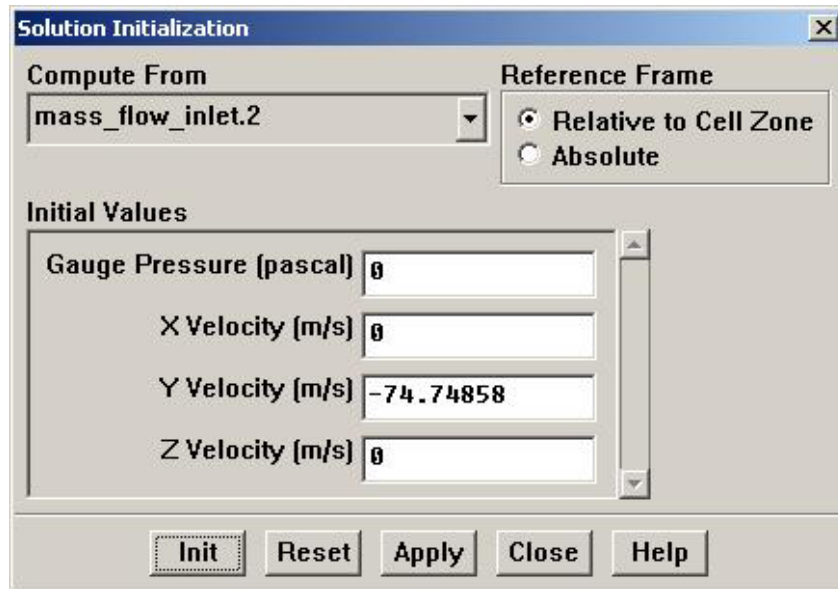 Solution Initialization
Compute From
Reference Frame
mass_flow_inlet.2
Relative to Cell Zone
Absolute
Initial Values
Gauge Pressure (pascal) 0
X Velocity (m/s) 0
Y Velocity (m/s) -74.74858
Z Velocity (m/s) 0
Init Reset Apply Close Help